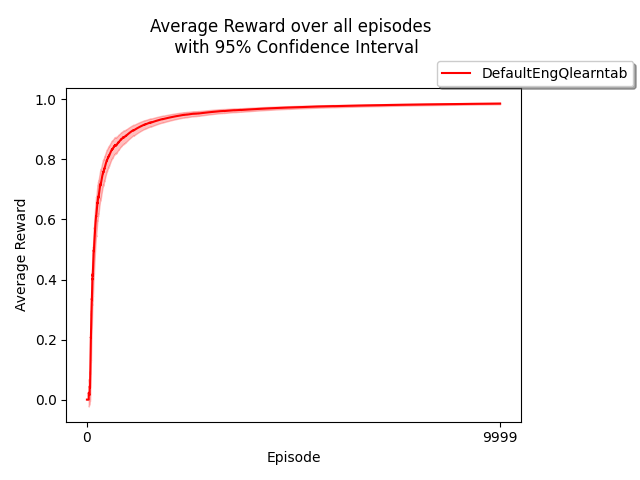 Average Reward over all episodes
with 95% Confidence Interval
DefaultEngQlearntab
1.0
0.8
0.6
0.4
0.2
0.0
Average Reward
0
9999
Episode